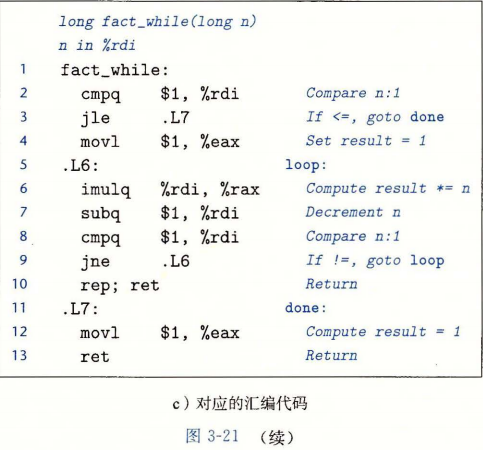 long fact_while(long n)
n in %rdi
1 fact_while:
2 cmpq $1, %rdi Compare n:1
3 jle .L7 If <=, goto done
4 movl $1, %eax Set result = 1
5 .L6: loop:
6 imulq %rdi, %rax Compute result *= n
7 subq $1, %rdi Decrement n
8 cmpq $1, %rdi Compare n:1
9 jne .L6 If !=, goto loop
10 rep; ret Return
11 .L7: done:
12 movl $1, %eax Compute result = 1
13 ret Return
c）对应的汇编代码
图 3-21 （续）